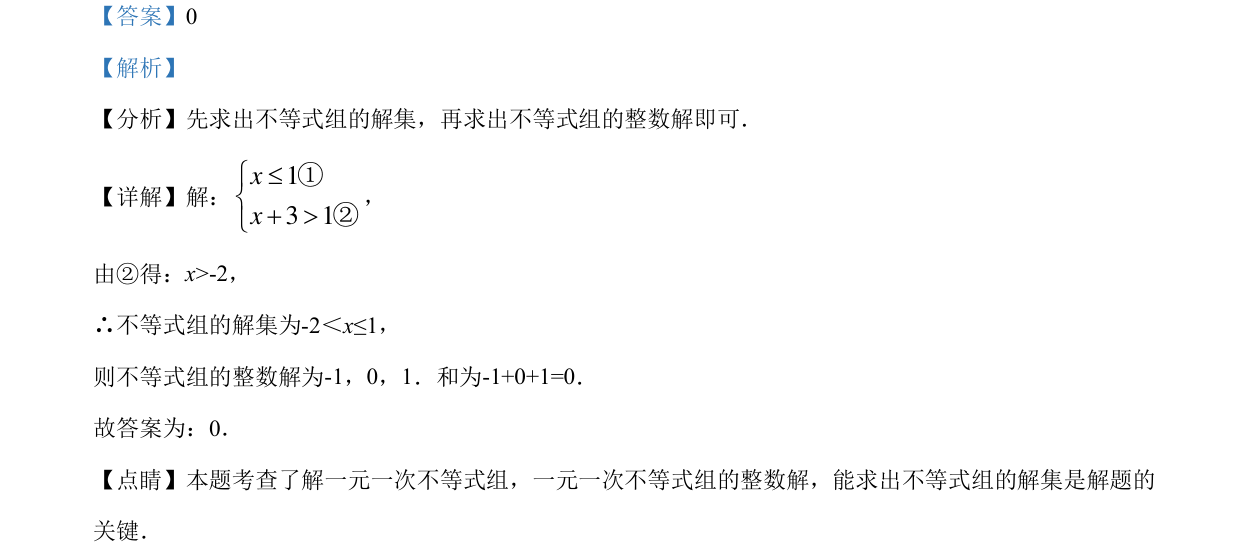 【答案】0
【解析】
【分析】先求出不等式组的解集，再求出不等式组的整数解即可．
【详解】解：{x≤1① x+3>1②，
由②得：x>-2，
∴不等式组的解集为-2＜x≤1，
则不等式组的整数解为-1，0，1．和为-1+0+1=0．
故答案为：0．
【点睛】本题考查了解一元一次不等式组，一元一次不等式组的整数解，能求出不等式组的解集是解题的
关键．